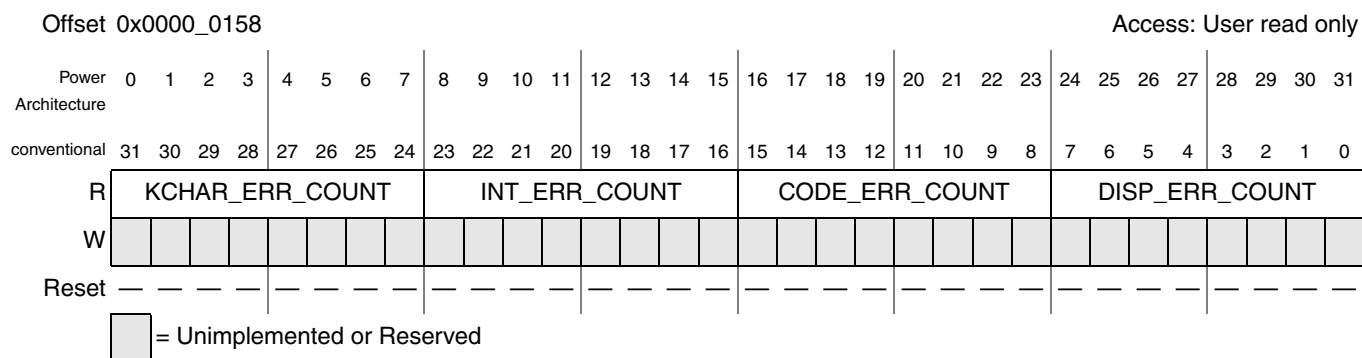 Offset 0x0000_0158 Access: User read only
Power Architecture 0 1 2 3 4 5 6 7 8 9 10 11 12 13 14 15 16 17 18 19 20 21 22 23 24 25 26 27 28 29 30 31
conventional 31 30 29 28 27 26 25 24 23 22 21 20 19 18 17 16 15 14 13 12 11 10 9 8 7 6 5 4 3 2 1 0
R KCHAR_ERR_COUNT INT_ERR_COUNT CODE_ERR_COUNT DISP_ERR_COUNT
W
Reset — — — — — — — — — — — — — — — — — — — — — — — — — — — — — — — —
= Unimplemented or Reserved